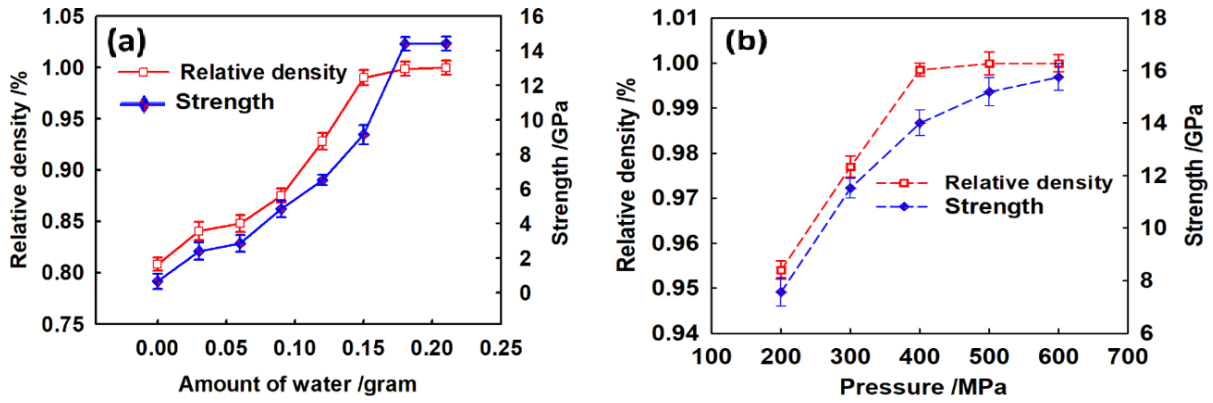 (a)
Relative density
Strength
Relative density /%
1.05
1.00
0.95
0.90
0.85
0.80
0.75
0.00 0.05 0.10 0.15 0.20 0.25
Amount of water /gram
16
14
12
10
8
6
4
2
0
Strength /GPa
(b)
Relative density
Strength
Relative density /%
1.01
1.00
0.99
0.98
0.97
0.96
0.95
0.94
100 200 300 400 500 600 700
Pressure /MPa
18
16
14
12
10
8
6
Strength /GPa